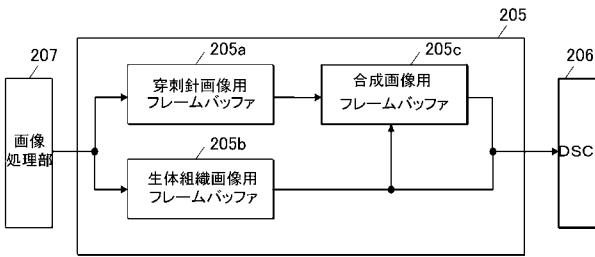 205
207
205a
205c
206
穿刺針画像用
フレームバッファ
合成画像用
フレームバッファ
画像
処理部
205b
DSC
生体組織画像用
フレームバッファ